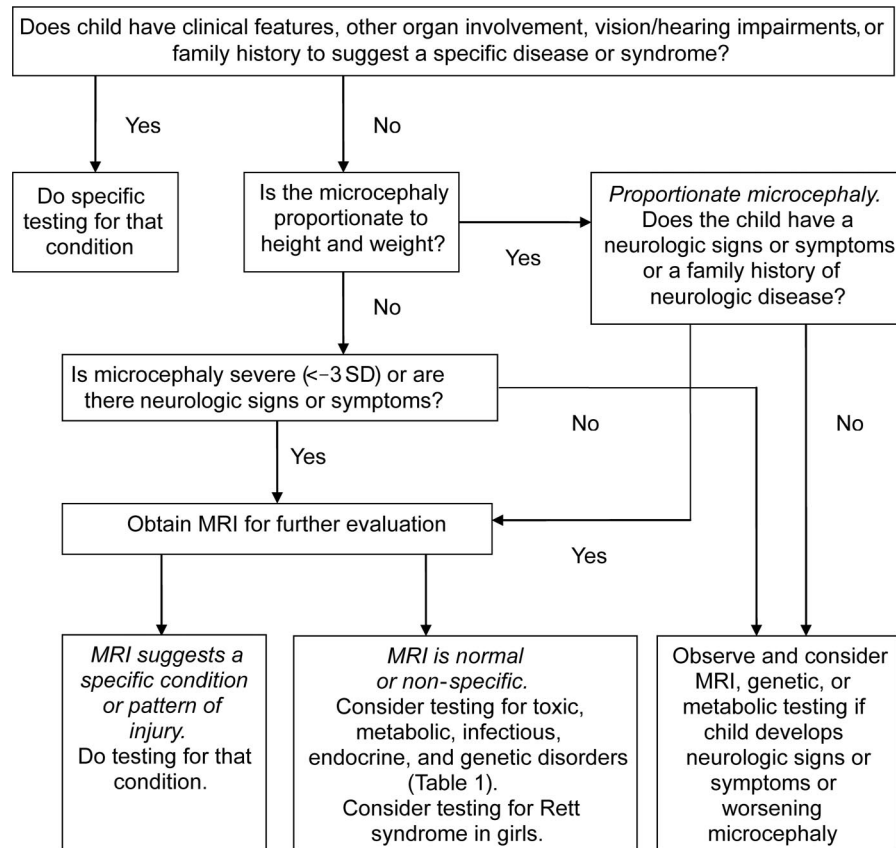 Does child have clinical features, other organ involvement, vision/hearing impairments, or
family history to suggest a specific disease or syndrome?
Yes
No
Do specific
testing for that
condition
Is the microcephaly
proportionate to
height and weight?
Yes
Proportionate microcephaly.
Does the child have a
neurologic signs or symptoms
or a family history of
neurologic disease?
No
Is microcephaly severe (<−3 SD) or are
there neurologic signs or symptoms?
No
No
Yes
Obtain MRI for further evaluation
Yes
MRI suggests a
specific condition
or pattern of
injury.
Do testing for that
condition.
MRI is normal
or non-specific.
Consider testing for toxic,
metabolic, infectious,
endocrine, and genetic disorders
(Table 1).
Consider testing for Rett
syndrome in girls.
Observe and consider
MRI, genetic, or
metabolic testing if
child develops
neurologic signs or
symptoms or
worsening
microcephaly